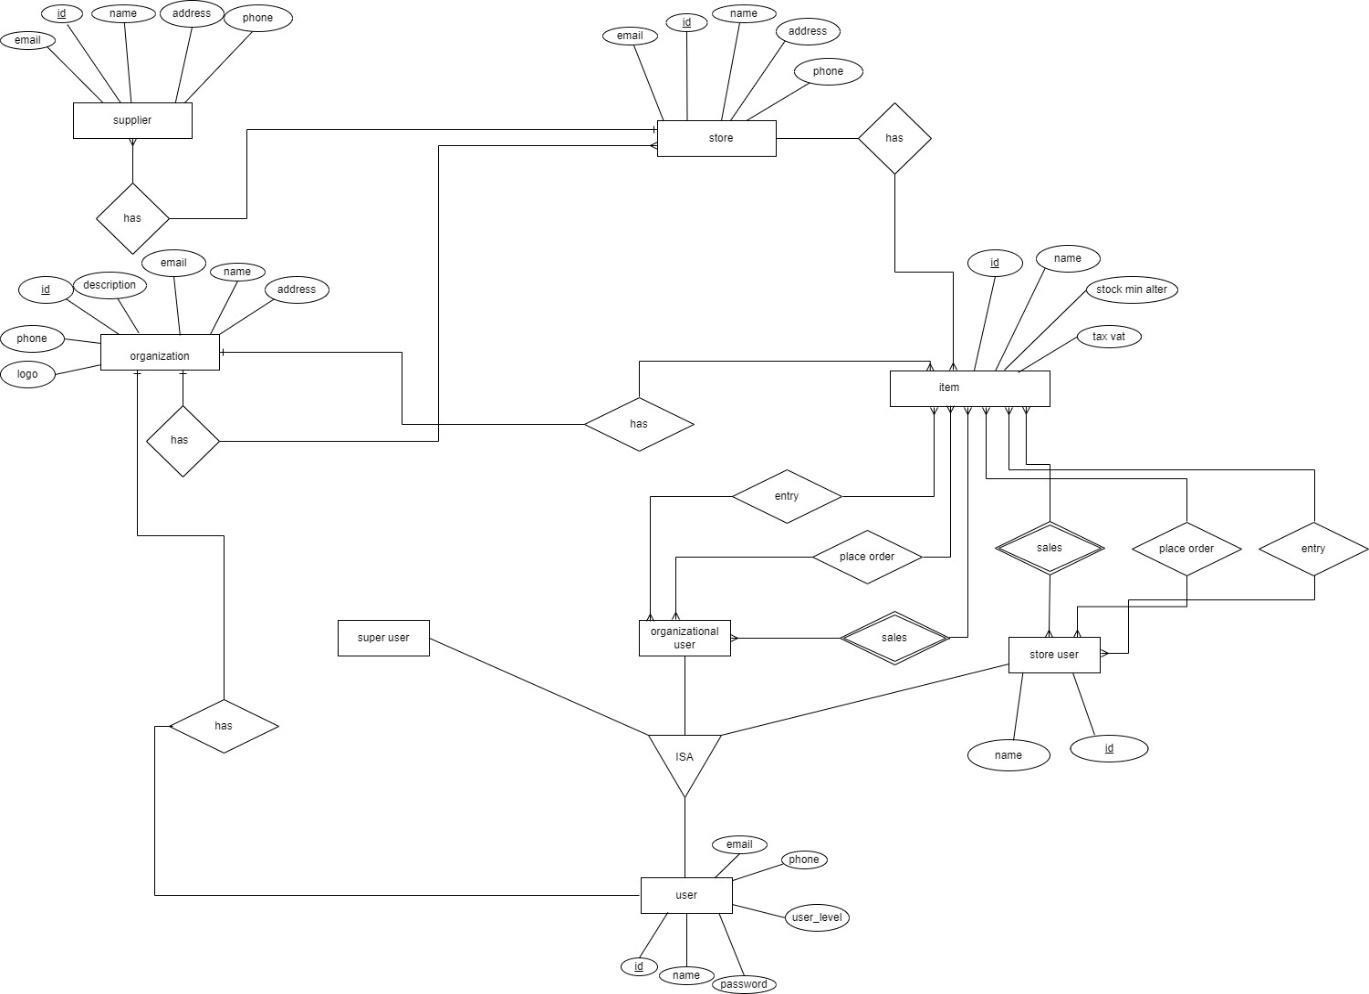 id
name
address
phone
email
supplier
has
email
id
name
address
phone
store
has
id
description
email
name
address
phone
logo
organization
has
has
id
name
stock min alter
tax vat
item
entry
place order
sales
sales
place order
entry
super user
organizational
user
store user
name
id
has
ISA
email
phone
user
user_level
id
name
password